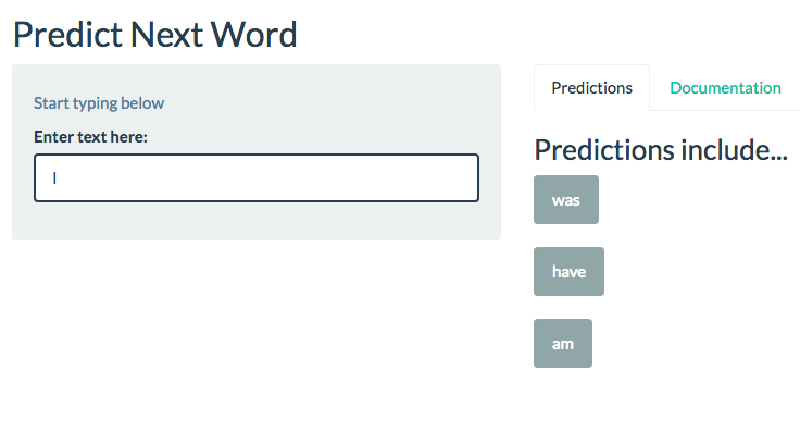 Predict Next Word
Start typing below
Enter text here:
I
Predictions
Documentation
Predictions include...
was
have
am